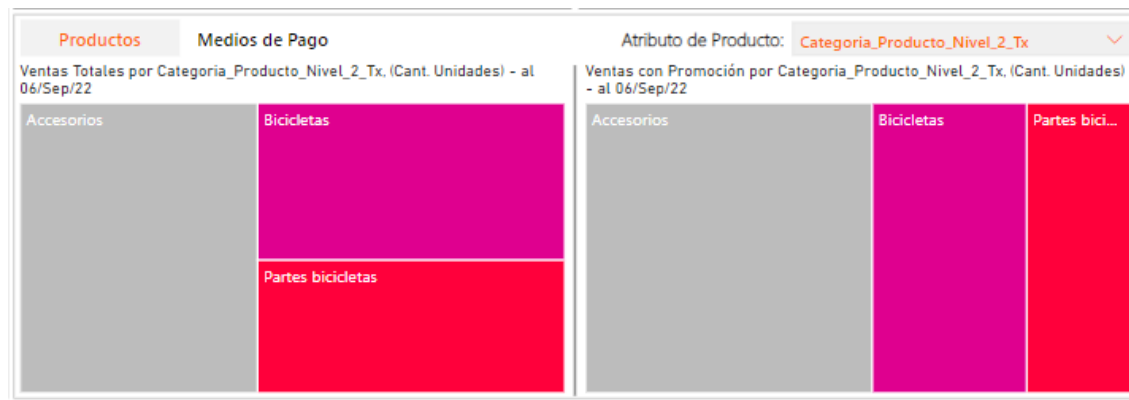 Productos
Medios de Pago
Atributo de Producto:
Categoria_Producto_Nivel_2_Tx
Ventas Totales por Categoria_Producto_Nivel_2_Tx, (Cant. Unidades) - al
06/Sep/22
Accesorios
Bicicletas
Partes bicicletas
Ventas con Promoción por Categoria_Producto_Nivel_2_Tx, (Cant. Unidades)
- al 06/Sep/22
Accesorios
Bicicletas
Partes bici...